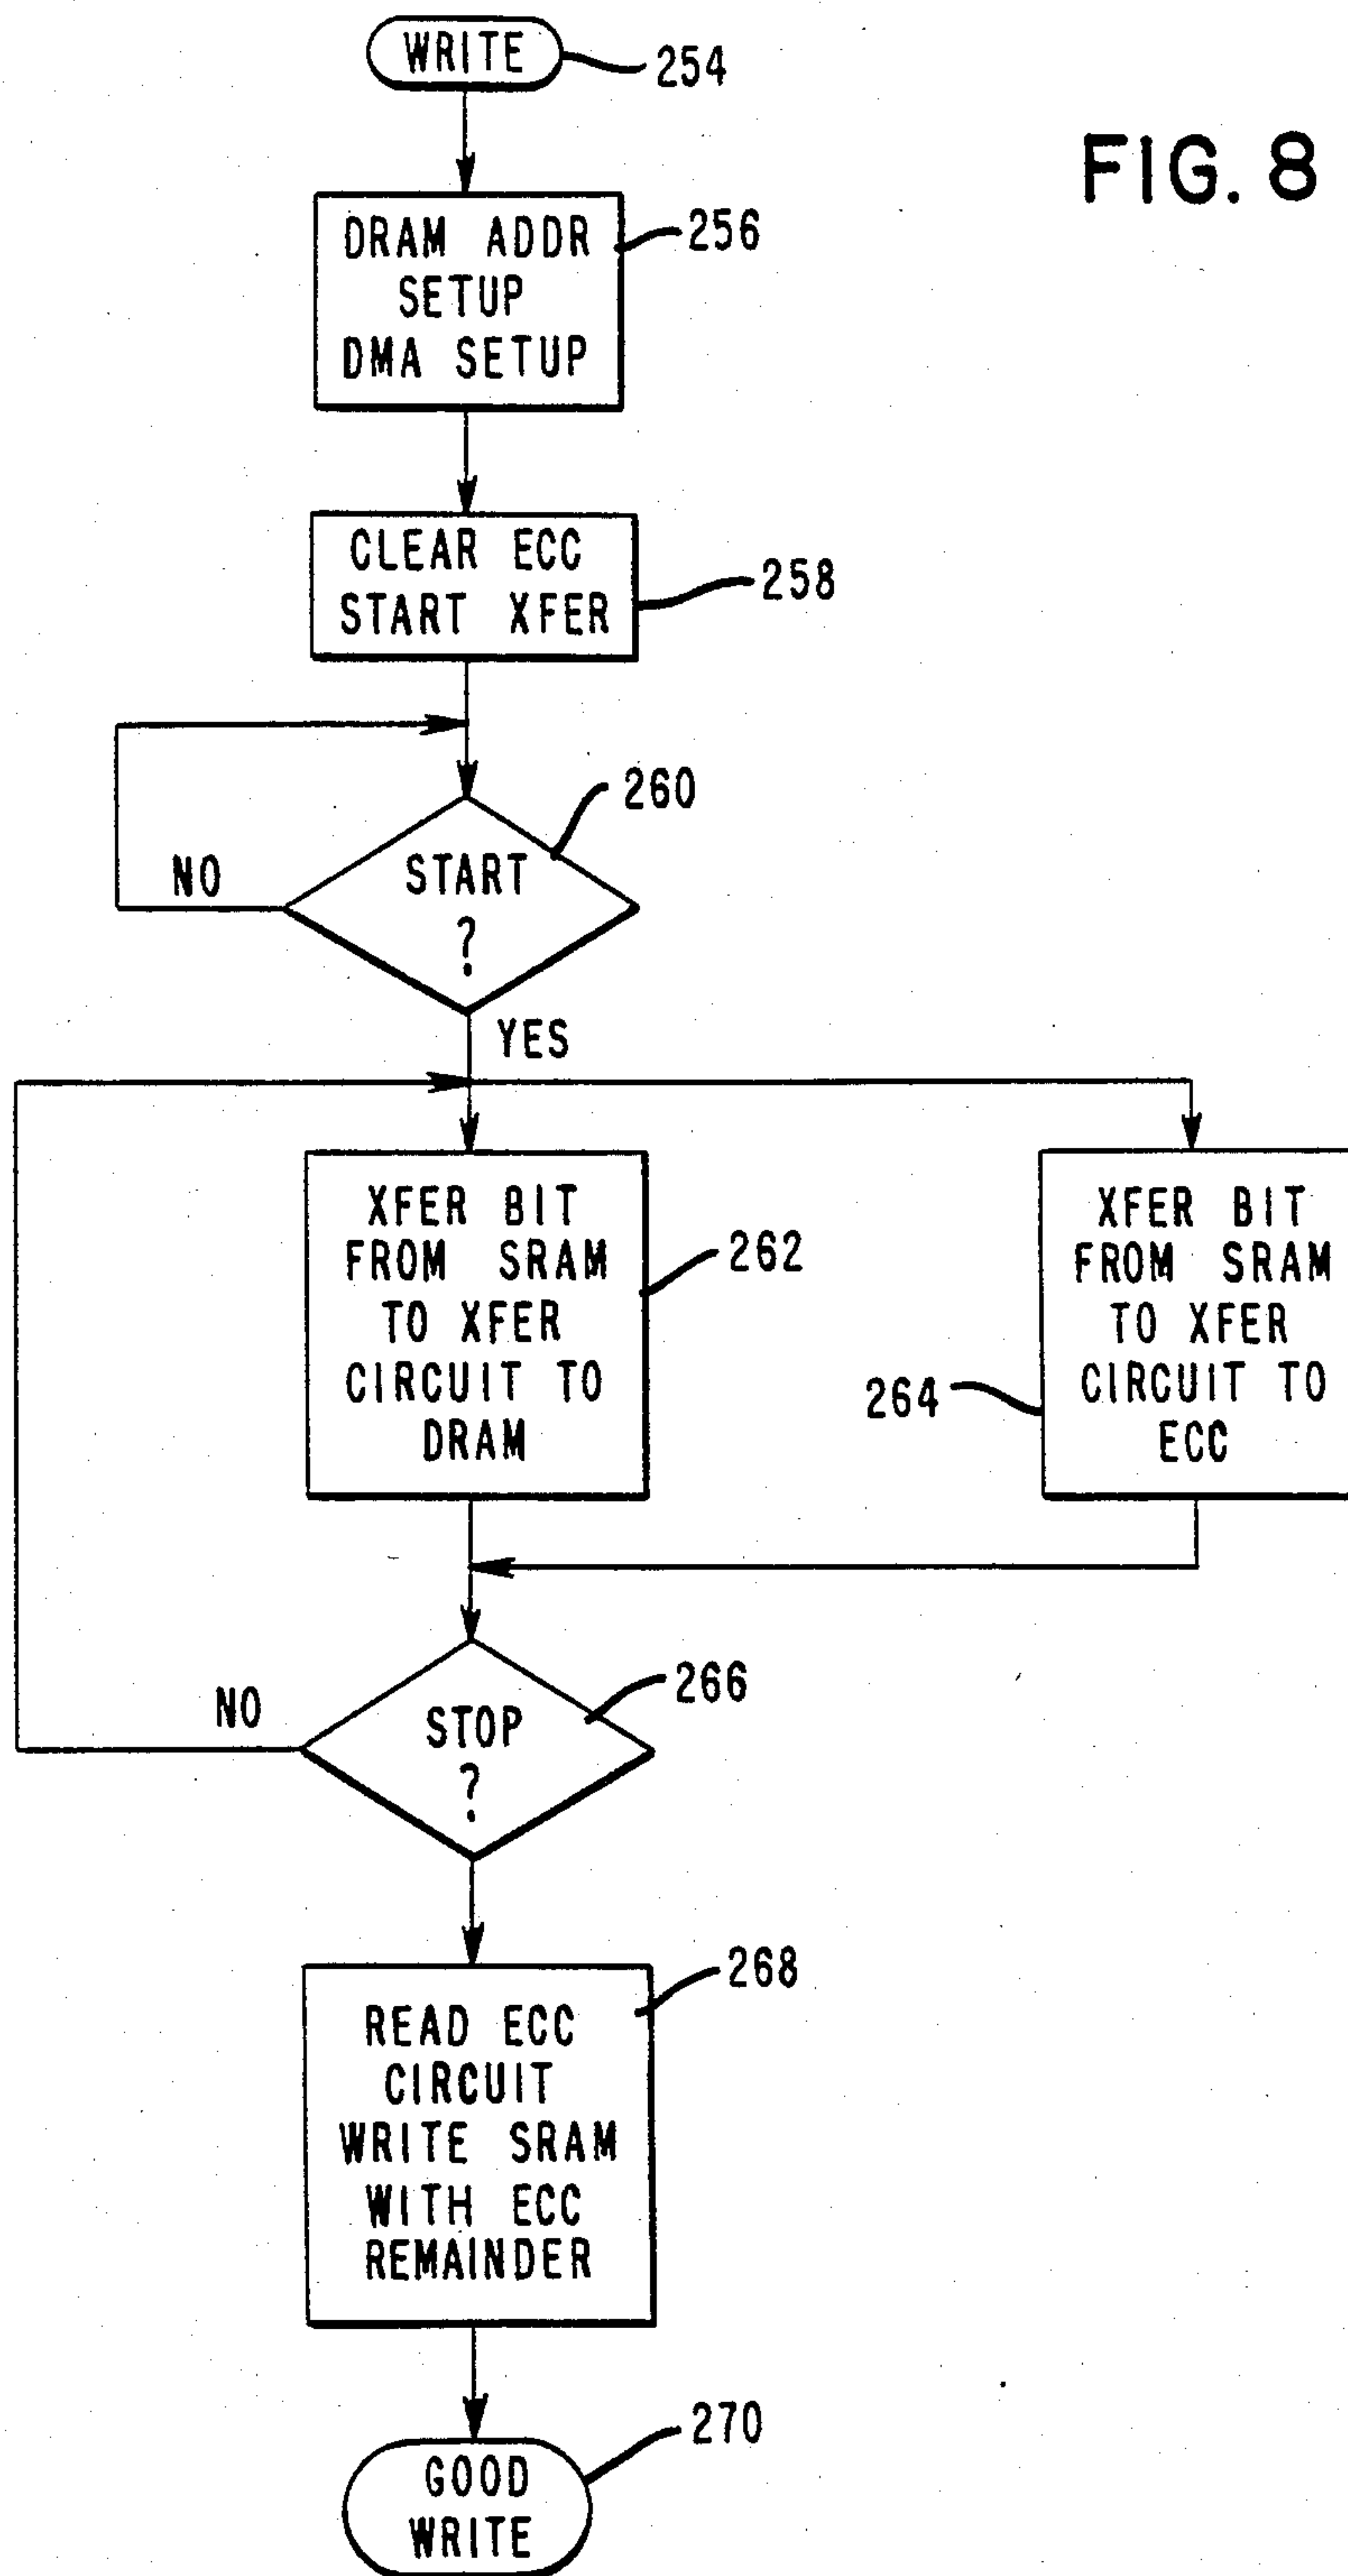 WRITE
254
FIG. 8
DRAM ADDR
SETUP
DMA SETUP
256
CLEAR ECC
START XFER
258
260
START
?
NO
YES
XFER BIT
FROM SRAM
TO XFER
CIRCUIT TO
DRAM
262
XFER BIT
FROM SRAM
TO XFER
CIRCUIT TO
ECC
264
266
STOP
?
NO
268
READ ECC
CIRCUIT
WRITE SRAM
WITH ECC
REMAINDER
270
GOOD
WRITE